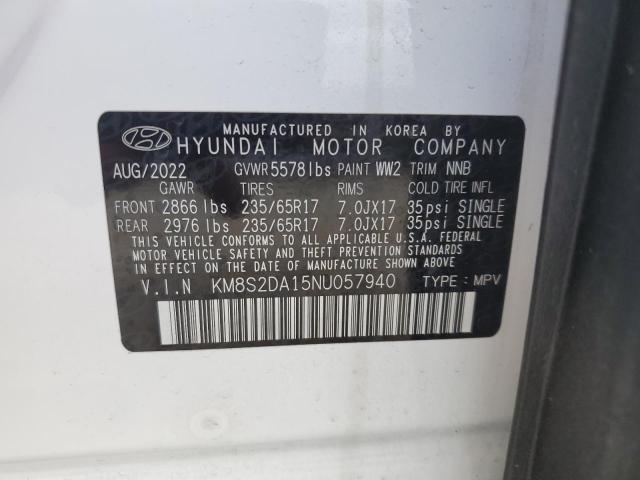 MANUFACTURED IN KOREA BY
HYUNDAI MOTOR COMPANY
AUG/2022 GVWR 5578lbs PAINT WW2 TRIM NNB
GAWR TIRES RIMS COLD TIRE INFL
FRONT 2866 lbs 235/65R17 7.0JX17 35psi SINGLE
REAR 2976 lbs 235/65R17 7.0JX17 35psi SINGLE
THIS VEHICLE CONFORMS TO ALL APPLICABLE U.S.A. FEDERAL
MOTOR VEHICLE SAFETY AND THEFT PREVENTION STANDARDS
IN EFFECT ON THE DATE OF MANUFACTURE SHOWN ABOVE.
V.I.N KM8S2DA15NU057940 TYPE : MPV